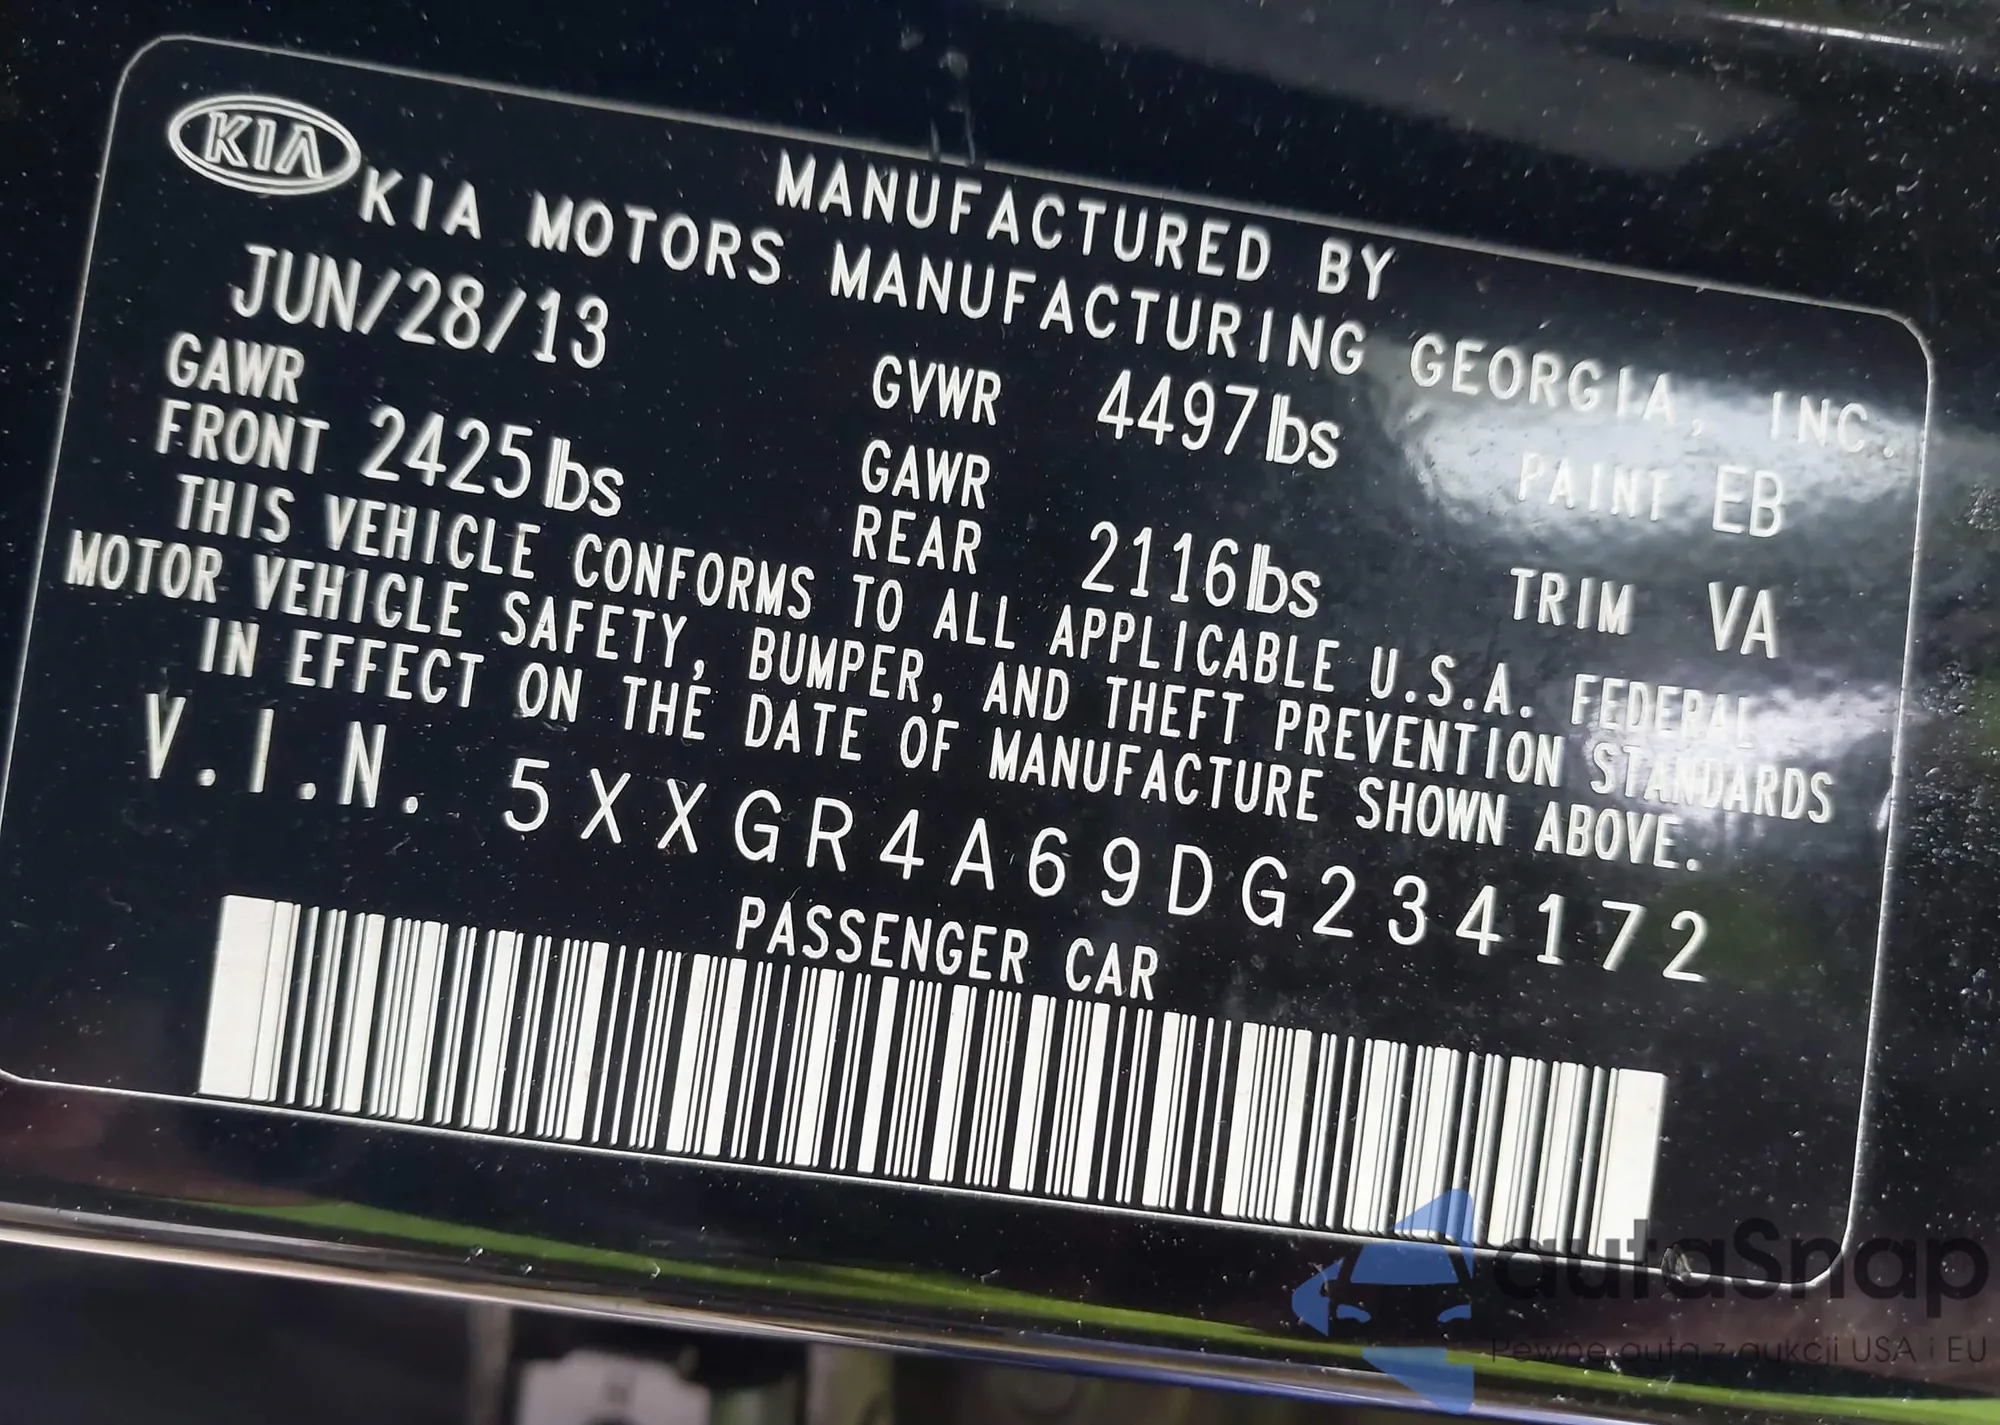 KIA
MANUFACTURED BY
KIA MOTORS MANUFACTURING GEORGIA, INC.
JUN/28/13 GVWR 4497lbs PAINT EB
GAWR FRONT 2425lbs GAWR REAR 2116lbs TRIM VA
THIS VEHICLE CONFORMS TO ALL APPLICABLE U.S.A. FEDERAL
MOTOR VEHICLE SAFETY, BUMPER, AND THEFT PREVENTION STANDARDS
IN EFFECT ON THE DATE OF MANUFACTURE SHOWN ABOVE.
V.I.N. 5XXGR4A69DG234172
PASSENGER CAR
autaSnap
Pewne auta z aukcji USA i EU